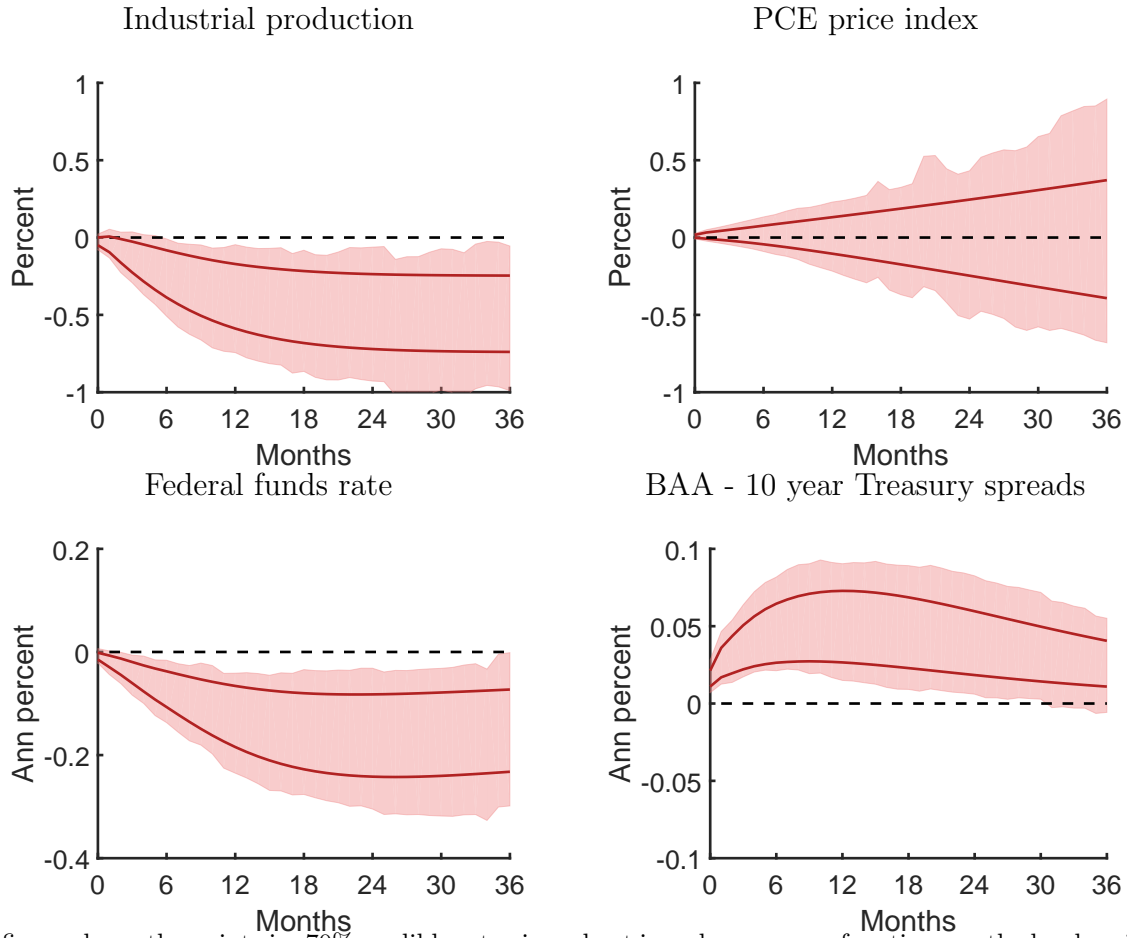 Industrial production
PCE price index
1
0.5
0
-0.5
-1
Percent
0 6 12 18 24 30 36
Months
1
0.5
0
-0.5
-1
Percent
0 6 12 18 24 30 36
Months
Federal funds rate
BAA - 10 year Treasury spreads
0.2
0
-0.2
-0.4
Ann percent
0 6 12 18 24 30 36
Months
0.1
0.05
0
-0.05
-0.1
Ann percent
0 6 12 18 24 30 36
Months